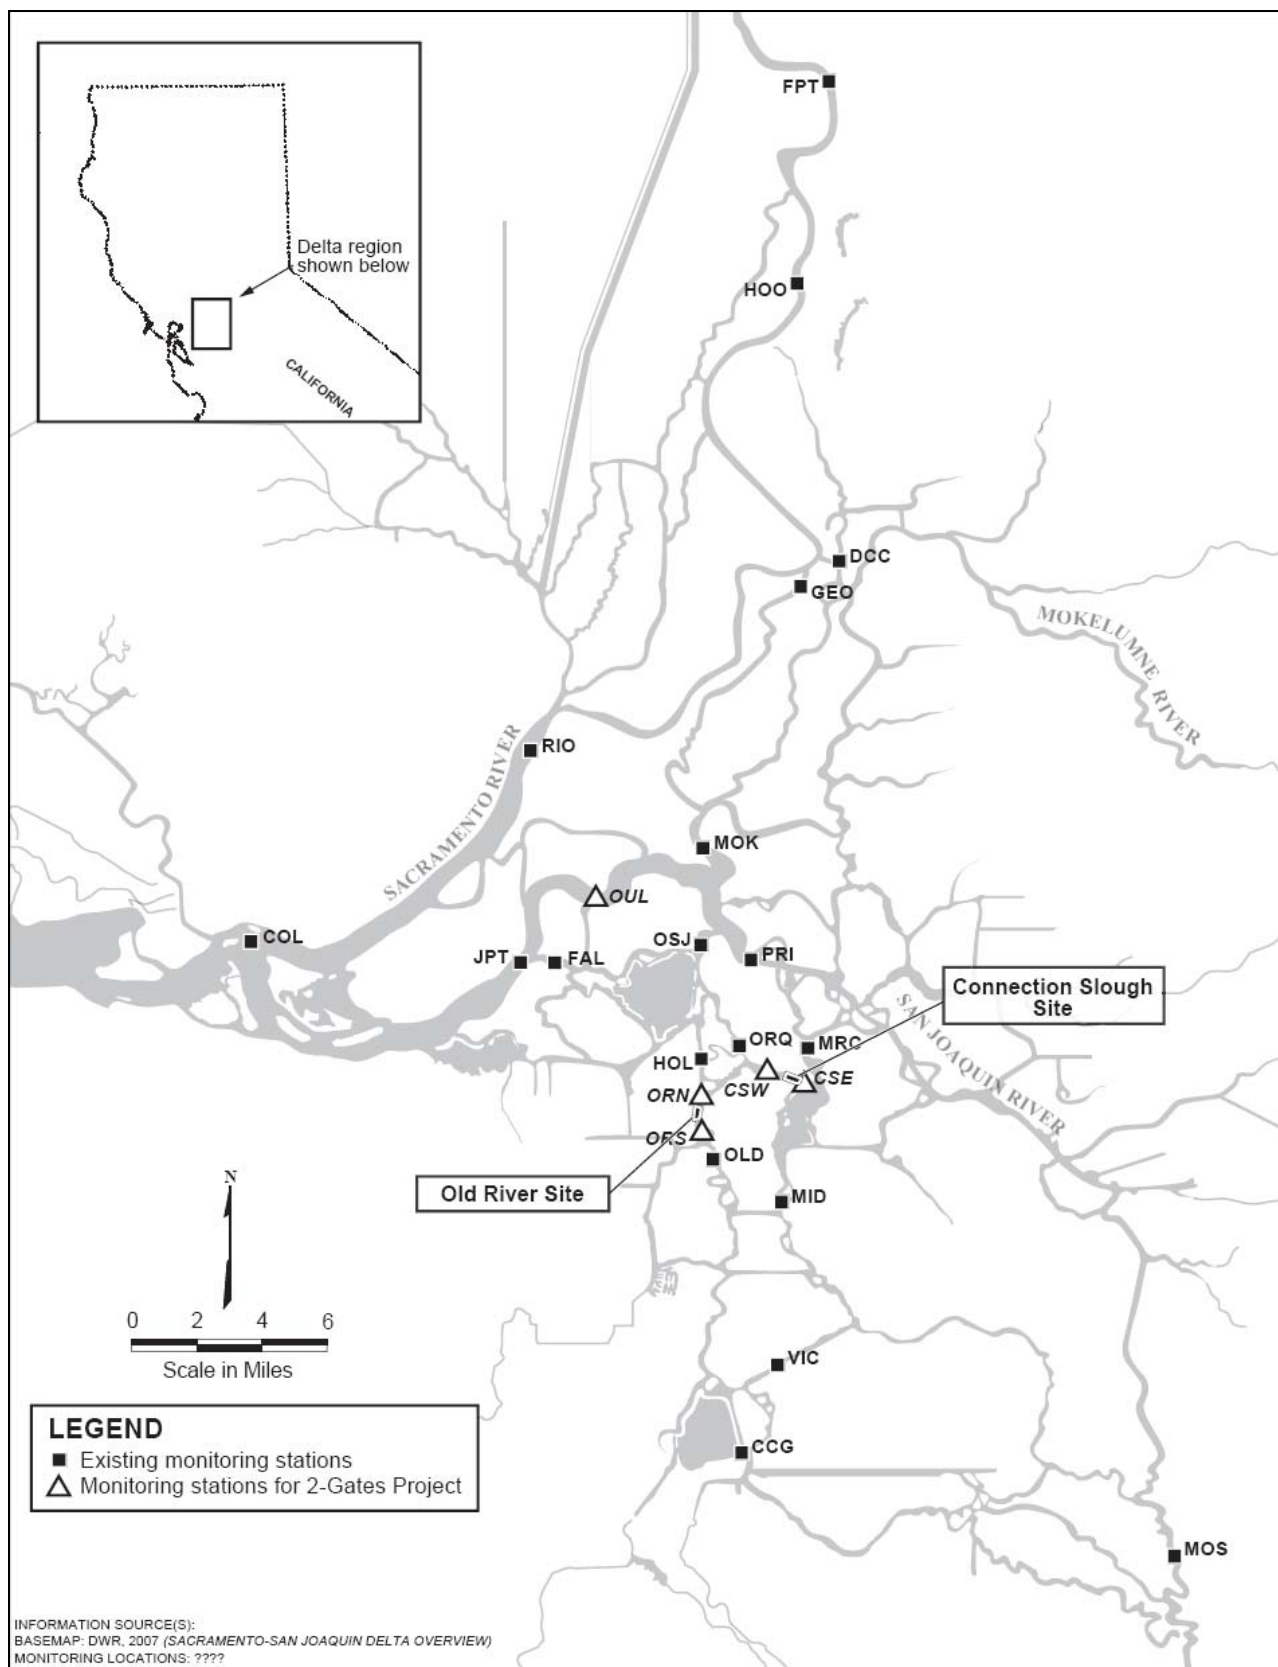 FPT
Delta region
shown below
CALIFORNIA
HOO
DCC
GEO
MOKELUMNE RIVER
RIO
SACRAMENTO RIVER
MOK
OUL
COL
OSJ
JPT
FAL
PRI
Connection Slough
Site
SAN JOAQUIN RIVER
ORQ
MRC
HOL
CSW
CSE
ORN
ORS
OLD
Old River Site
MID
N
0 2 4 6
Scale in Miles
VIC
LEGEND
Existing monitoring stations
Monitoring stations for 2-Gates Project
CCG
MOS
INFORMATION SOURCE(S):
BASEMAP: DWR, 2007 (SACRAMENTO-SAN JOAQUIN DELTA OVERVIEW)
MONITORING LOCATIONS: ????